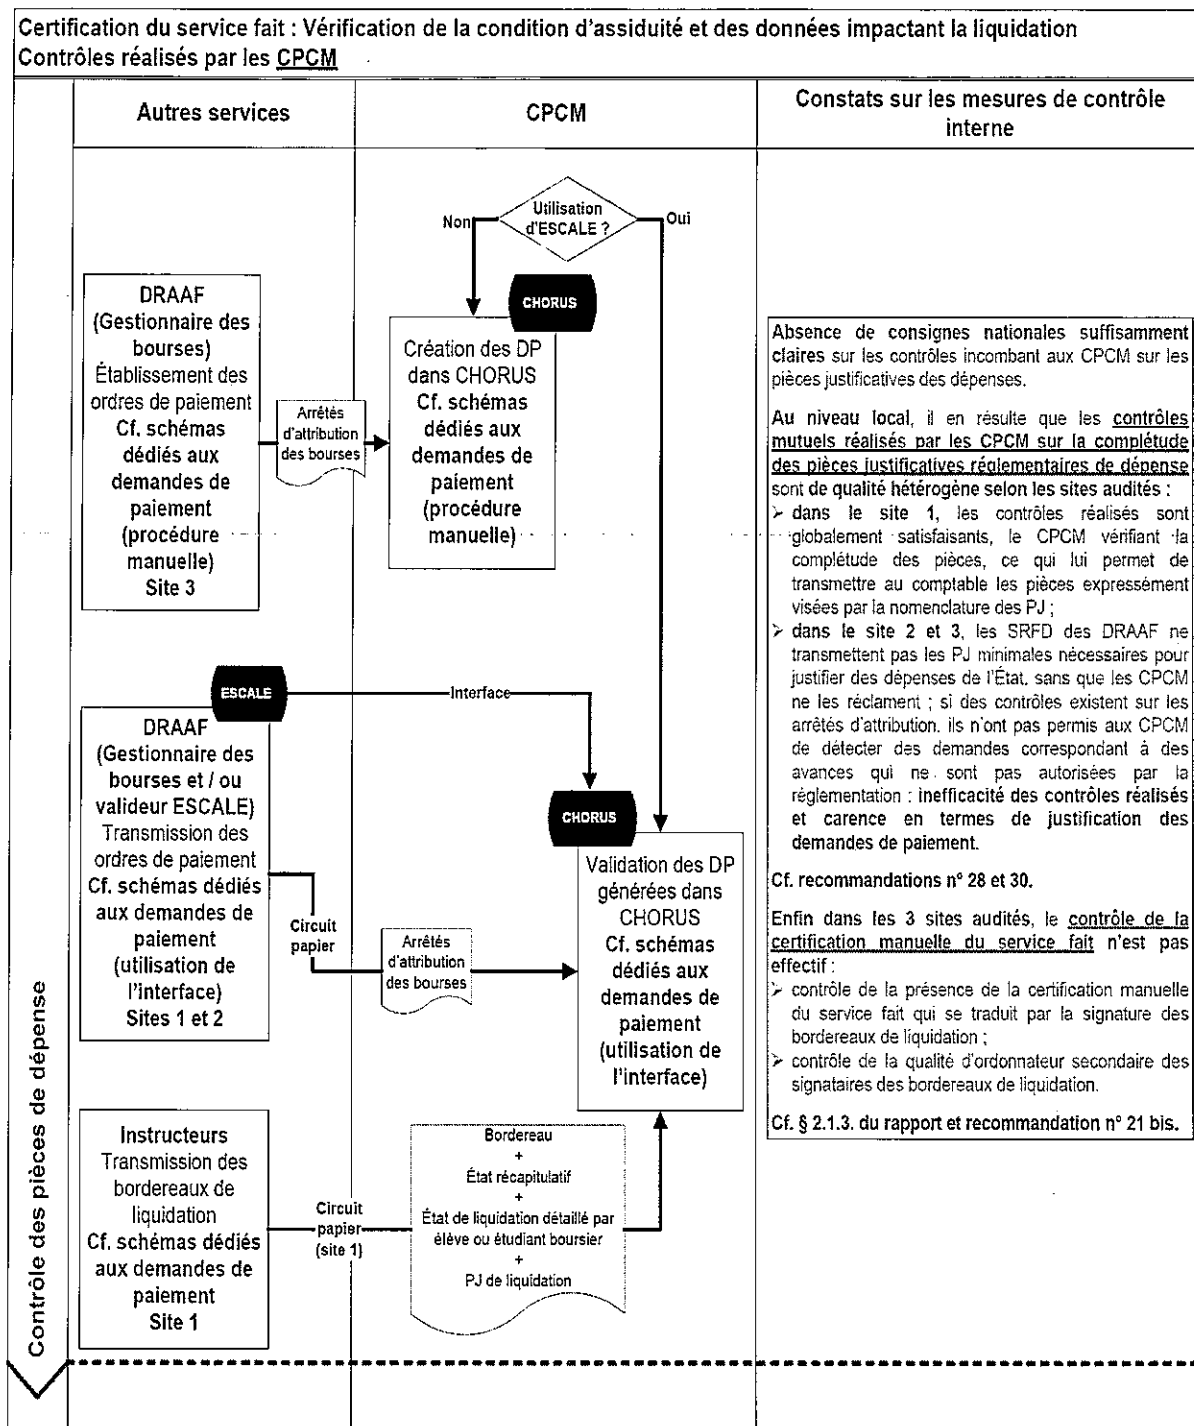 Certification du service fait : Vérification de la condition d'assiduité et des données impactant la liquidation
Contrôles réalisés par les CPCM
Autres services
CPCM
Constats sur les mesures de contrôle
interne
Utilisation
d'ESCALE ?
Non
Oui
CHORUS
DRAAF
(Gestionnaire des
bourses)
Établissement des
ordres de paiement
Cf. schémas
dédiés aux
demandes de
paiement
(procédure
manuelle)
Site 3
Arrêtés
d'attribution
des bourses
Création des DP
dans CHORUS
Cf. schémas
dédiés aux
demandes de
paiement
(procédure
manuelle)
ESCALE
Interface
DRAAF
(Gestionnaire des
bourses et / ou
valideur ESCALE)
Transmission des
ordres de paiement
Cf. schémas dédiés
aux demandes de
paiement
(utilisation de
l'interface)
Sites 1 et 2
Circuit
papier
Arrêtés
d'attribution
des bourses
CHORUS
Validation des DP
générées dans
CHORUS
Cf. schémas
dédiés aux
demandes de
paiement
(utilisation de
l'interface)
Instructeurs
Transmission des
bordereaux de
liquidation
Cf. schémas dédiés
aux demandes de
paiement
Site 1
Circuit
papier
(site 1)
Bordereau
+
État récapitulatif
+
État de liquidation détaillé par
élève ou étudiant boursier
+
PJ de liquidation
Absence de consignes nationales suffisamment
claires sur les contrôles incombant aux CPCM sur les
pièces justificatives des dépenses.
Au niveau local, il en résulte que les contrôles
mutuels réalisés par les CPCM sur la complétude
des pièces justificatives réglementaires de dépense
sont de qualité hétérogène selon les sites audités :
➢ dans le site 1, les contrôles réalisés sont
globalement satisfaisants, le CPCM vérifiant la
complétude des pièces, ce qui lui permet de
transmettre au comptable les pièces expressément
visées par la nomenclature des PJ ;
➢ dans le site 2 et 3, les SRFD des DRAAF ne
transmettent pas les PJ minimales nécessaires pour
justifier des dépenses de l'État, sans que les CPCM
ne les réclament ; si des contrôles existent sur les
arrêtés d'attribution, ils n'ont pas permis aux CPCM
de détecter des demandes correspondant à des
avances qui ne sont pas autorisées par la
réglementation : inefficacité des contrôles réalisés
et carence en termes de justification des
demandes de paiement.
Cf. recommandations n° 28 et 30.
Enfin dans les 3 sites audités, le contrôle de la
certification manuelle du service fait n'est pas
effectif :
➢ contrôle de la présence de la certification manuelle
du service fait qui se traduit par la signature des
bordereaux de liquidation ;
➢ contrôle de la qualité d'ordonnateur secondaire des
signataires des bordereaux de liquidation.
Cf. § 2.1.3. du rapport et recommandation n° 21 bis.
Contrôle des pièces de dépense